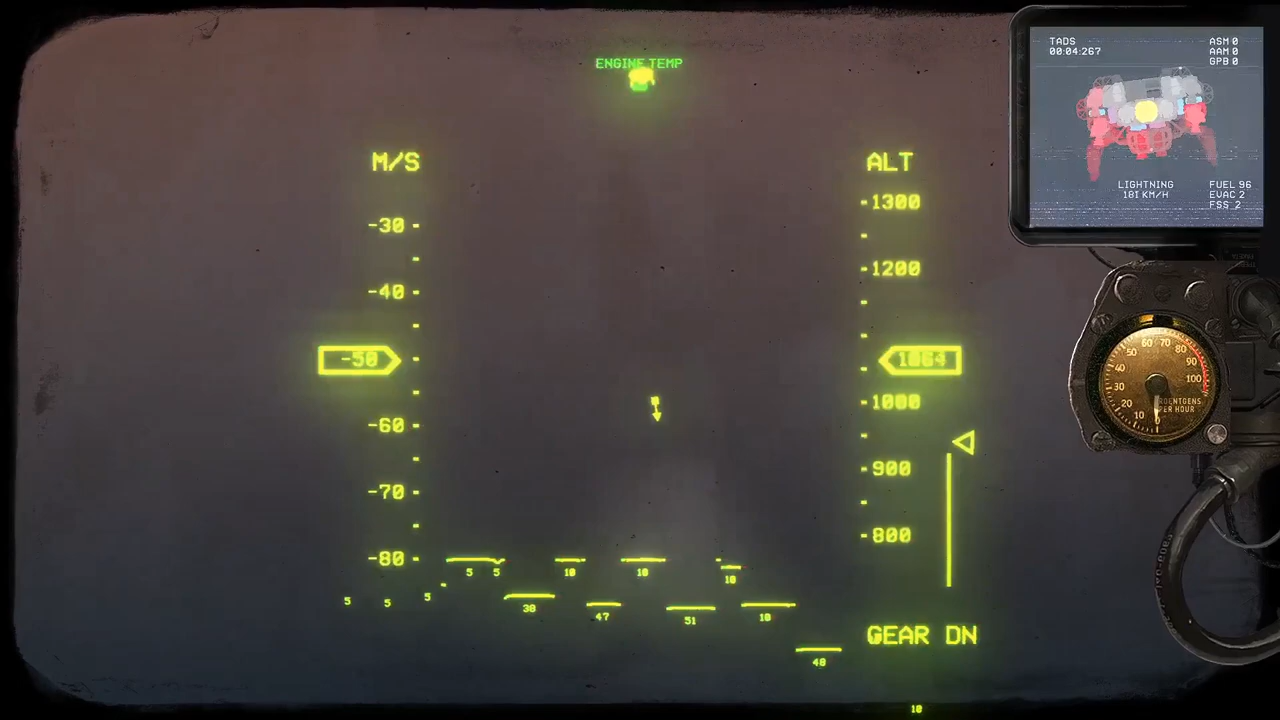 ENGINE TEMP
M/S
-30
-40
-50
-60
-70
-80
ALT
1300
1200
1064
1000
900
800
GEAR DN
5 5 10 10 10
5 5 5 38 47 51 10
48
10
TADS
00:04:267
ASM 0
AAM 0
GPB 0
LIGHTNING
181 KM/H
FUEL 96
EVAC 2
FSS 2
0 10 20 30 40 50 60 70 80 90 100
ROENTGENS
PER HOUR